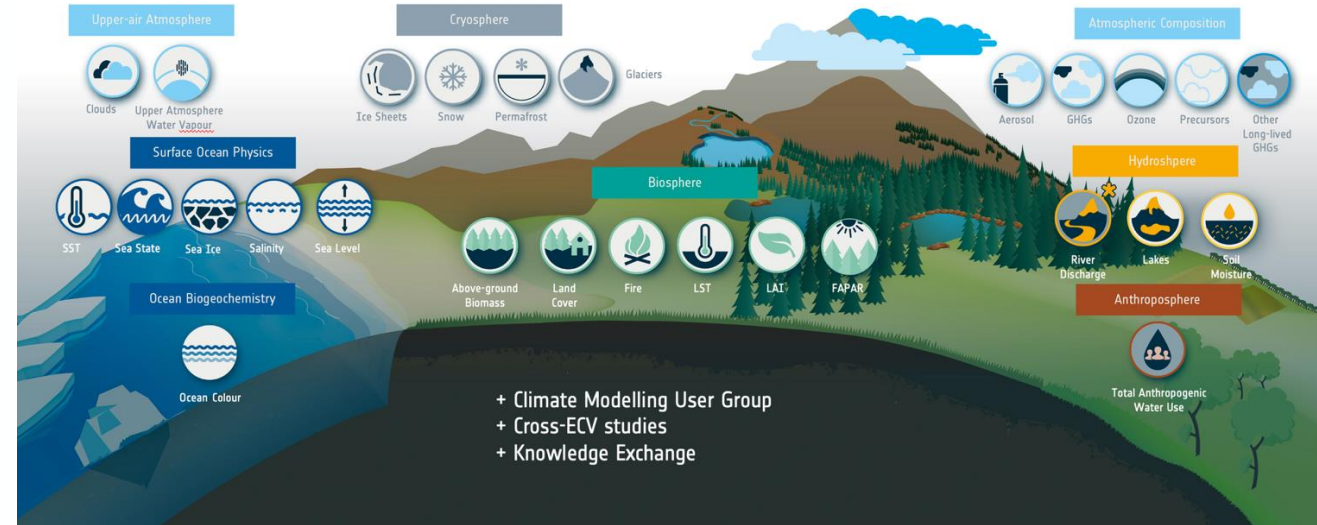 Upper-air Atmosphere
Clouds
Upper Atmosphere
Water Vapour
Cryosphere
Ice Sheets
Snow
Permafrost
Glaciers
Atmospheric Composition
Aerosol
GHGs
Ozone
Precursors
Other
Long-lived
GHGs
Surface Ocean Physics
SST
Sea State
Sea Ice
Salinity
Sea Level
Biosphere
Above-ground
Biomass
Land
Cover
Fire
LST
LAI
FAPAR
Hydroshpere
River
Discharge
Lakes
Soil
Moisture
Ocean Biogeochemistry
Ocean Colour
Anthroposphere
Total Anthropogenic
Water Use
+ Climate Modelling User Group
+ Cross-ECV studies
+ Knowledge Exchange